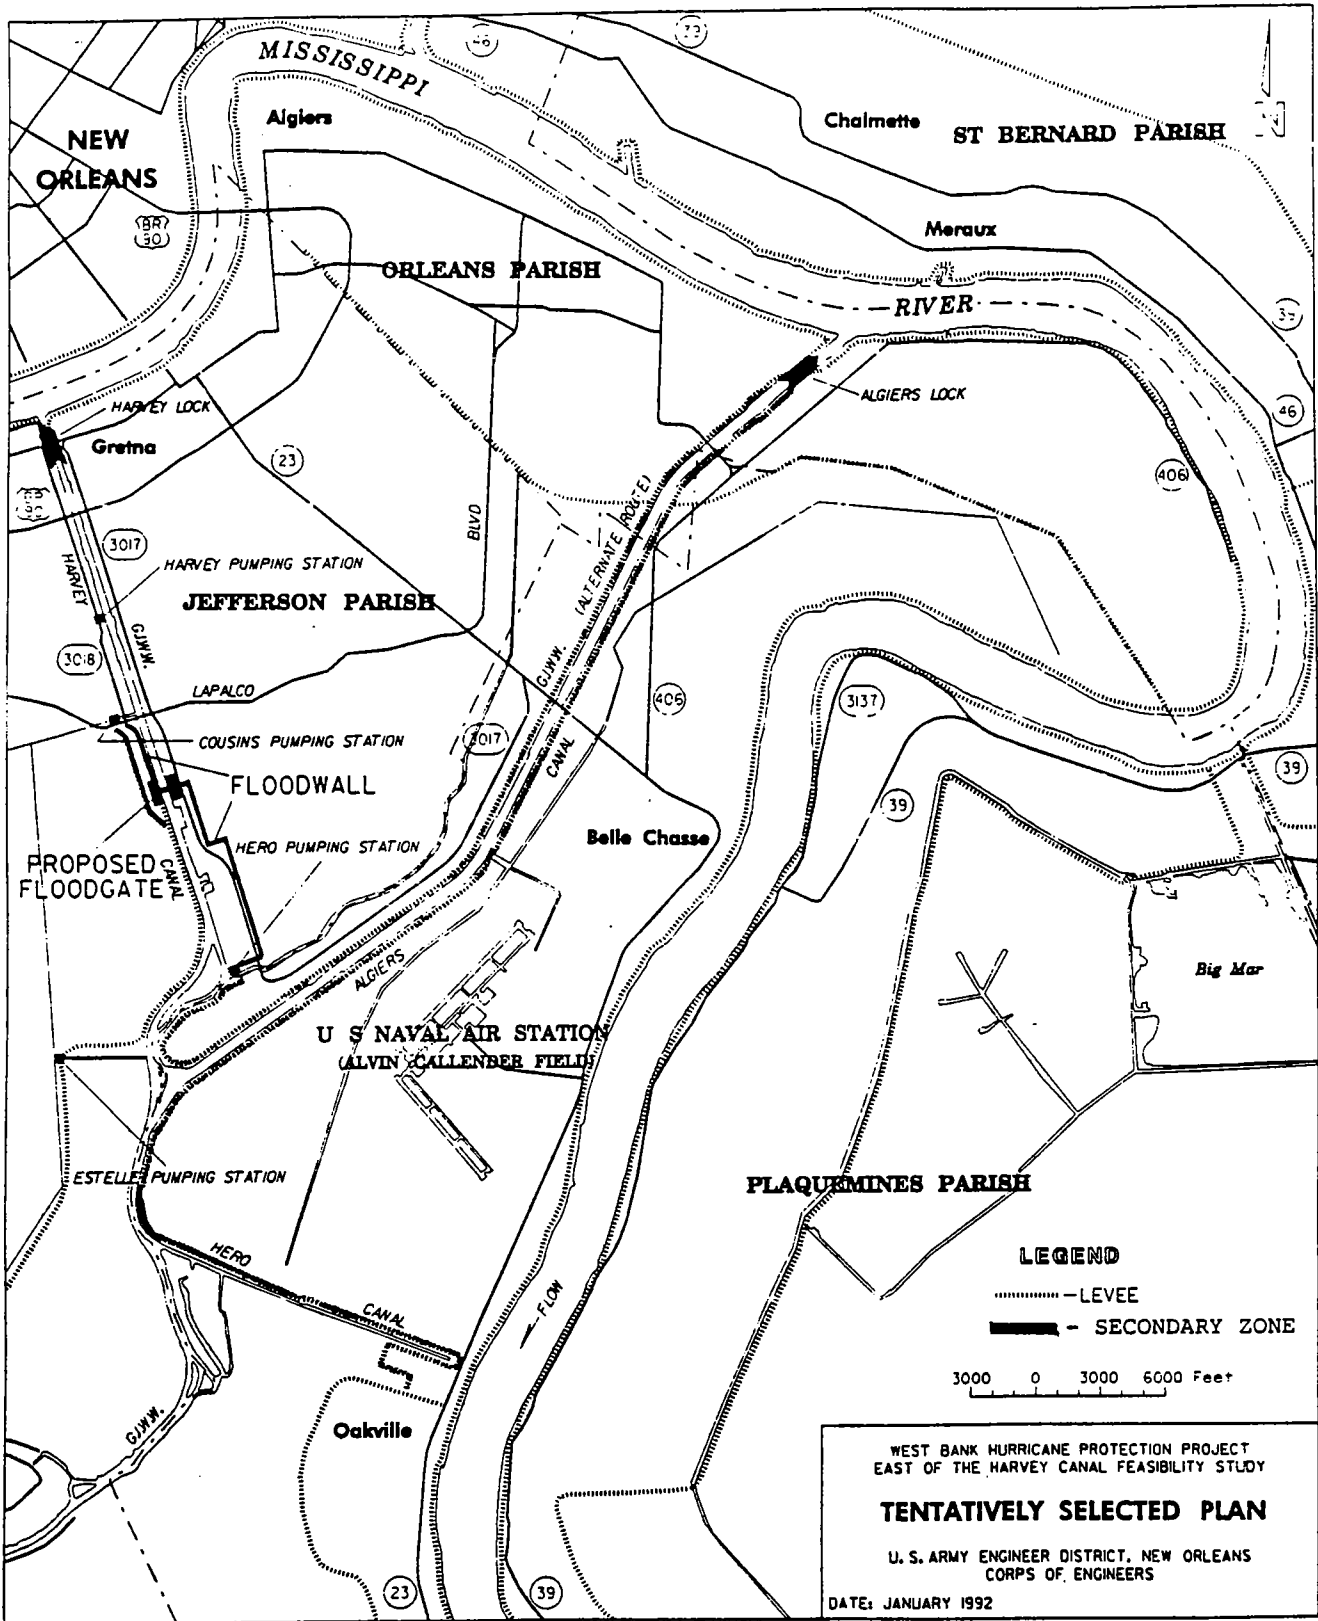 MISSISSIPPI
46
39
Algiers
Chalmette
ST BERNARD PARISH
N
NEW
ORLEANS
BR
90
Meraux
ORLEANS PARISH
RIVER
39
HARVEY LOCK
ALGIERS LOCK
46
Gretna
23
406
BLVD
(ALTERNATE ROUTE)
3017
HARVEY
HARVEY PUMPING STATION
JEFFERSON PARISH
G.I.W.W.
G.I.W.W.
3018
LAPALCO
406
3137
3017
CANAL
COUSINS PUMPING STATION
39
FLOODWALL
39
HERO PUMPING STATION
Belle Chasse
PROPOSED
FLOODGATE
CANAL
ALGIERS
Big Mar
U S NAVAL AIR STATION
(ALVIN CALLENDER FIELD)
ESTELLE PUMPING STATION
PLAQUEMINES PARISH
HERO
CANAL
FLOW
LEGEND
- LEVEE
- SECONDARY ZONE
3000 0 3000 6000 Feet
G.I.W.W.
Oakville
23
39
WEST BANK HURRICANE PROTECTION PROJECT
EAST OF THE HARVEY CANAL FEASIBILITY STUDY
TENTATIVELY SELECTED PLAN
U. S. ARMY ENGINEER DISTRICT, NEW ORLEANS
CORPS OF ENGINEERS
DATE: JANUARY 1992